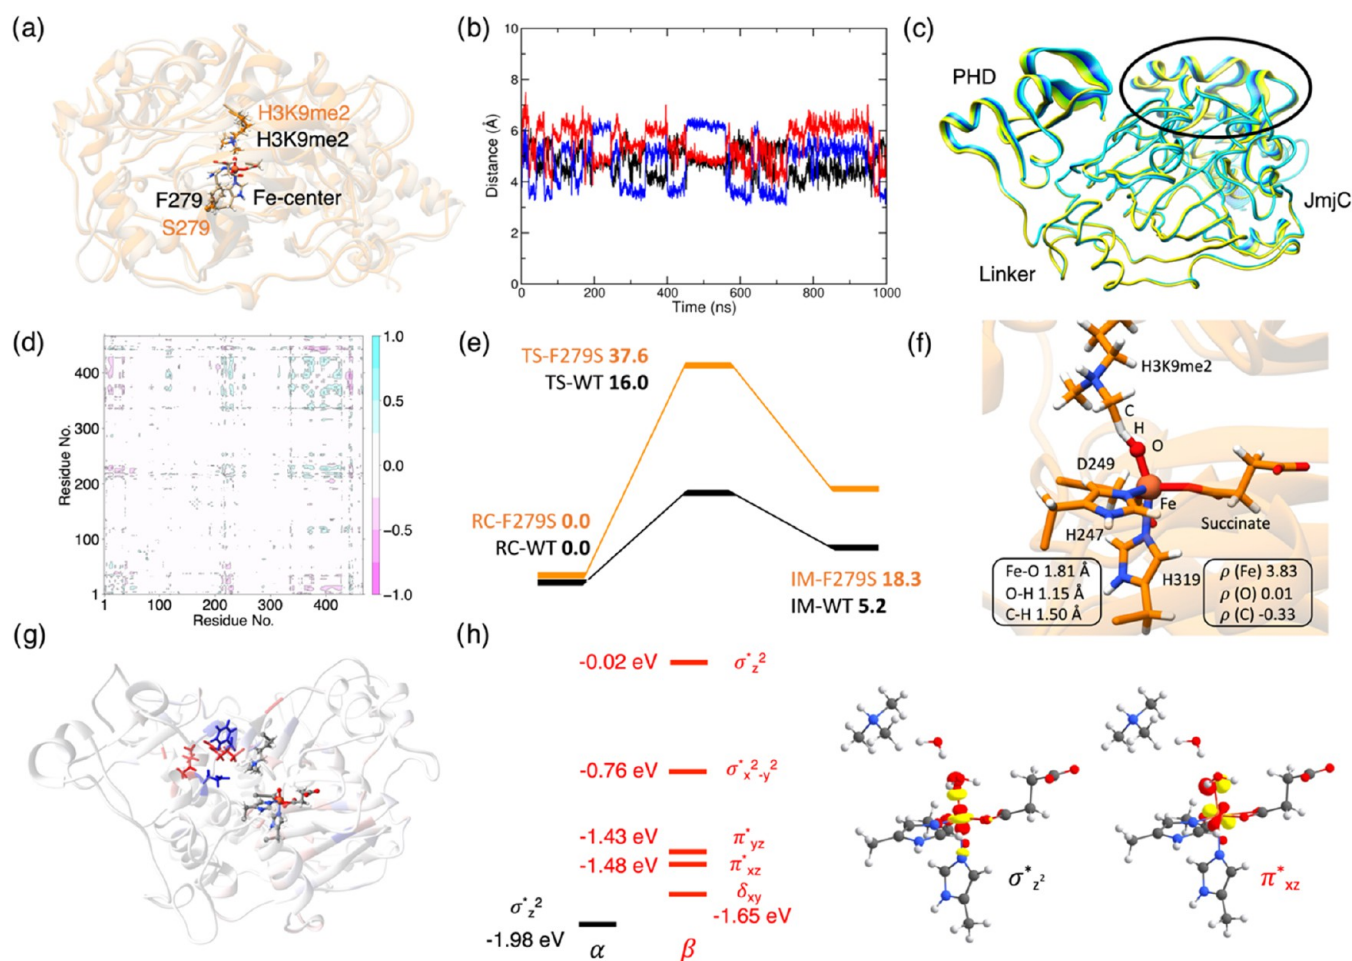 (a)
H3K9me2
H3K9me2
F279
Fe-center
S279
(b)
10
8
6
4
2
0
Distance (Å)
0
200
400
600
800
1000
Time (ns)
(c)
PHD
JmjC
Linker
(d)
400
300
200
100
1
Residue No.
1
100
200
300
400
Residue No.
1.0
0.5
0.0
−0.5
−1.0
(e)
TS-F279S 37.6
TS-WT 16.0
RC-F279S 0.0
RC-WT 0.0
IM-F279S 18.3
IM-WT 5.2
(f)
H3K9me2
C
H
O
D249
Fe
Succinate
H247
H319
Fe-O 1.81 Å
O-H 1.15 Å
C-H 1.50 Å
ρ (Fe) 3.83
ρ (O) 0.01
ρ (C) -0.33
(g)
(h)
-0.02 eV σ*z²
-0.76 eV σ*x²-y²
-1.43 eV π*yz
-1.48 eV π*xz
δxy
-1.65 eV
σ*z²
-1.98 eV
α
β
σ*z²
π*xz